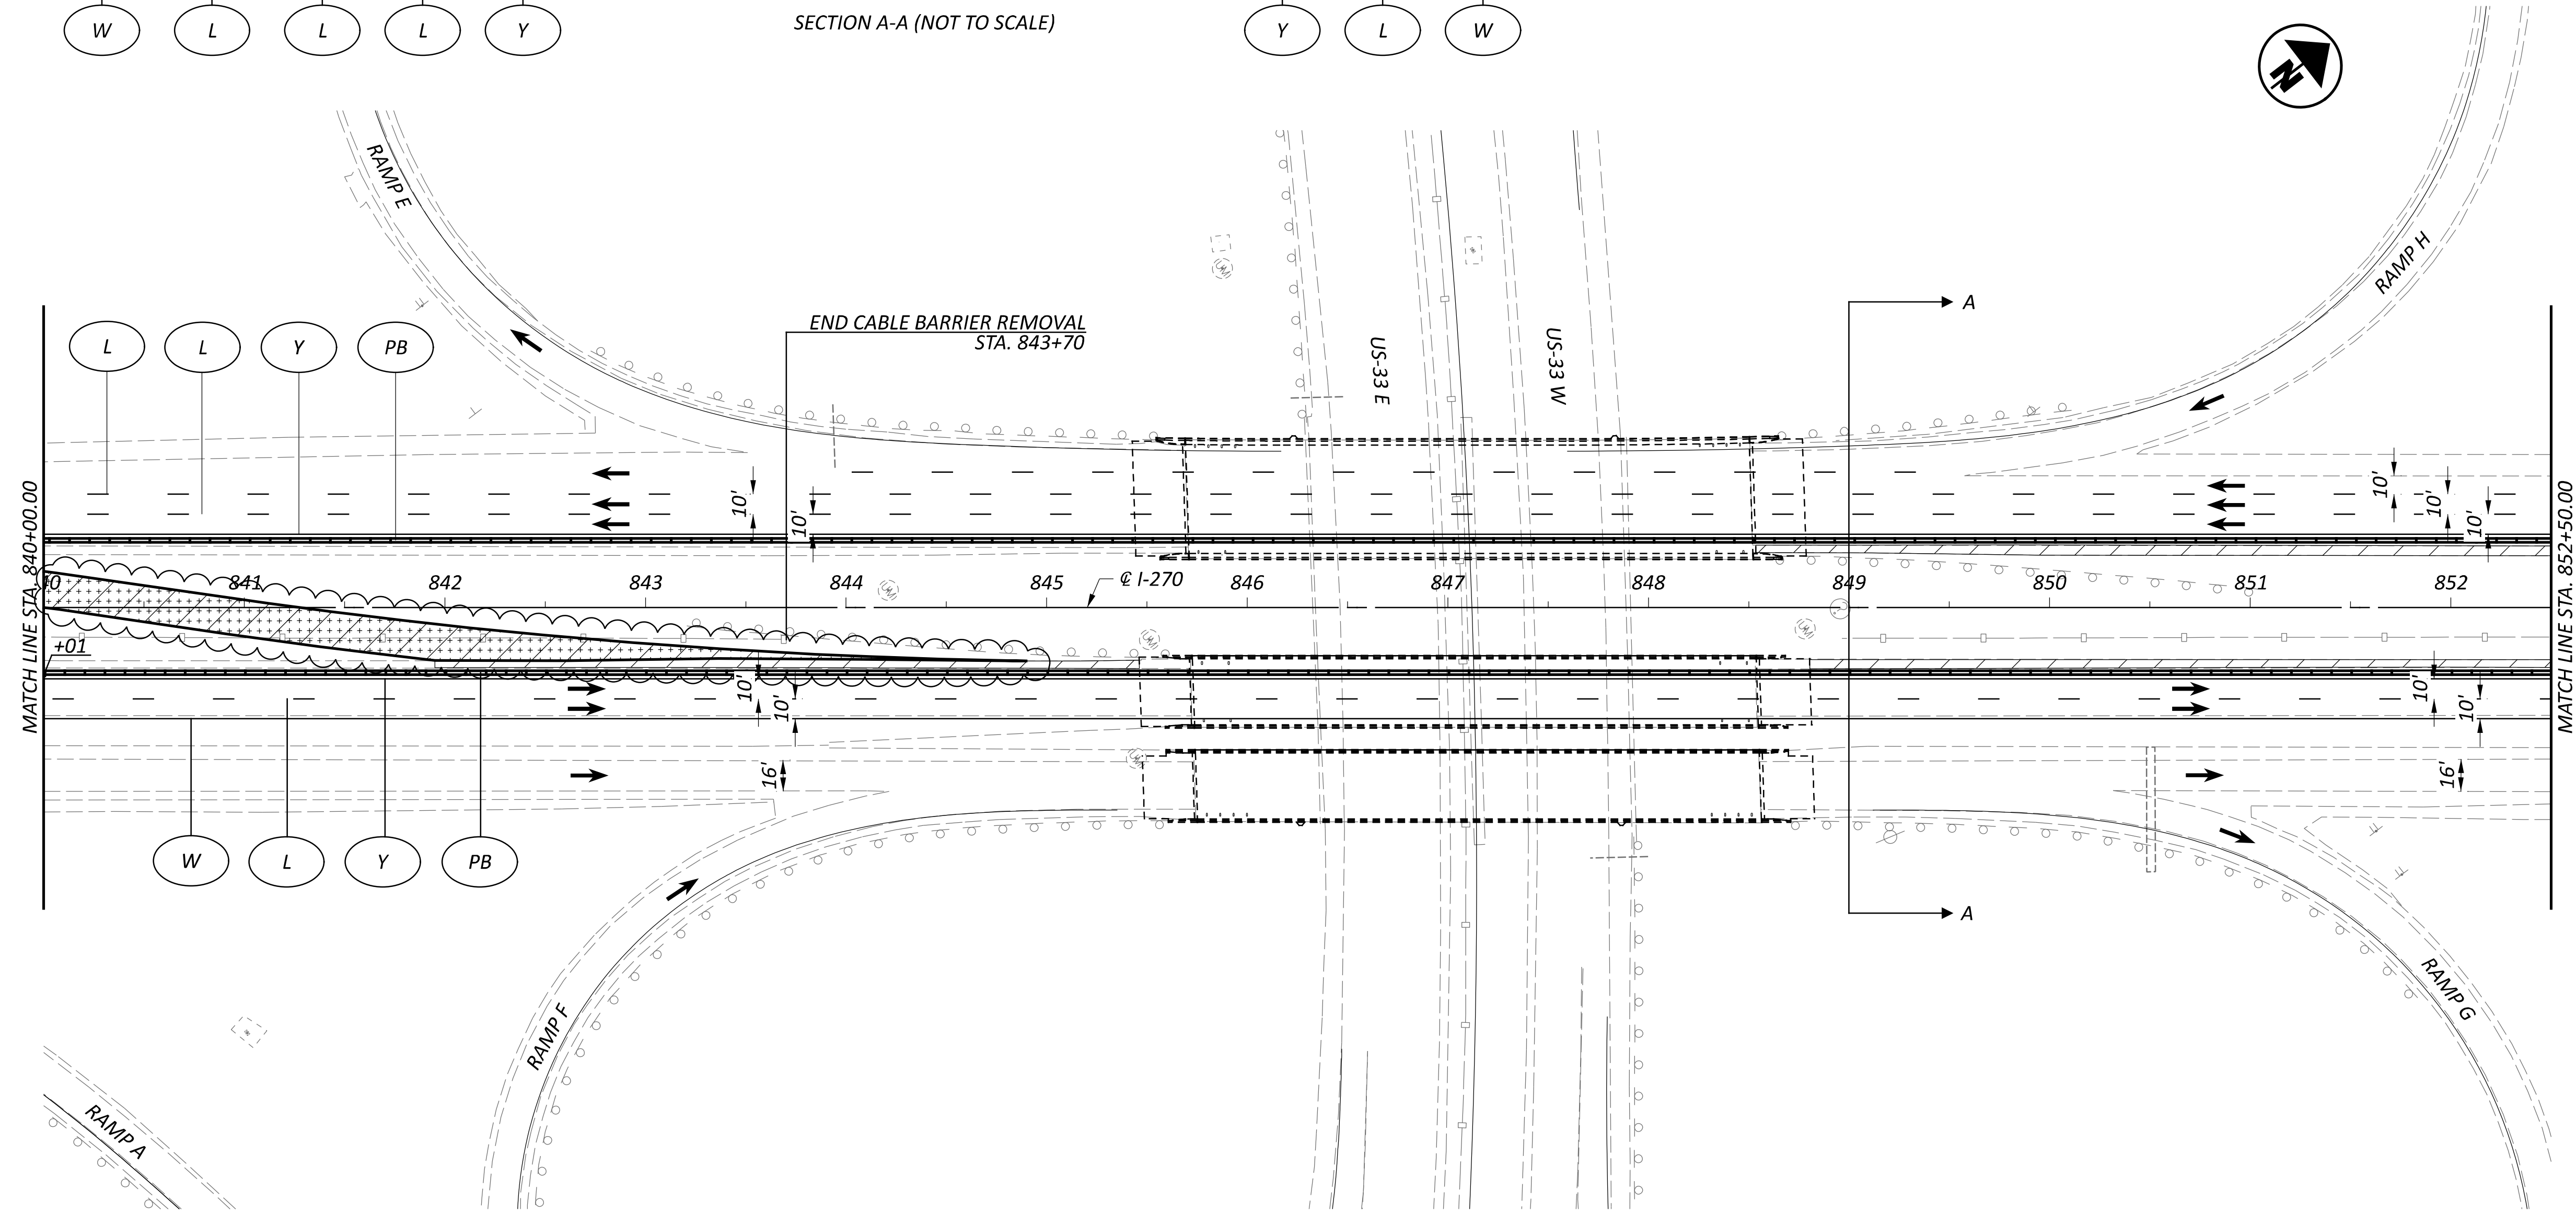 W L L L Y SECTION A-A (NOT TO SCALE) Y L W
N
RAMP E
RAMP H
A
END CABLE BARRIER REMOVAL
STA. 843+70
US-33 E
US-33 W
L L Y PB
MATCH LINE STA. 840+00.00
MATCH LINE STA. 852+50.00
10'
10'
10'
10'
10'
40 841 842 843 844 845 ℄ I-270 846 847 848 849 850 851 852
+01
10'
10'
10'
10'
16'
16'
W L Y PB
A
RAMP F
RAMP G
RAMP A